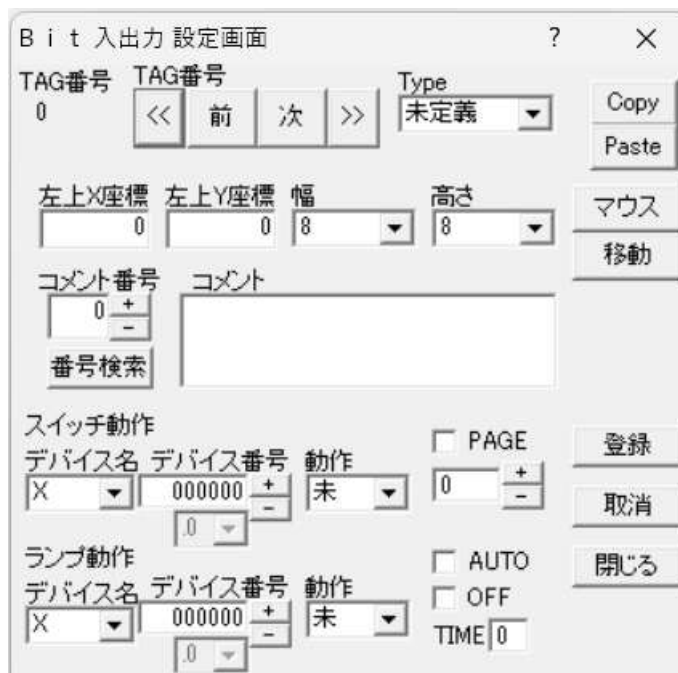 Ｂｉｔ 入出力 設定画面 ? ×
TAG番号 TAG番号 Type
0 << 前 次 >> 未定義 Copy
Paste
左上X座標 左上Y座標 幅 高さ マウス
0 0 8 8
移動
コメント番号 コメント
0 + -
番号検索
スイッチ動作
PAGE 登録
デバイス名 デバイス番号 動作
X 000000 + - 未 0 + -
.0 取消
ランプ動作
AUTO 閉じる
デバイス名 デバイス番号 動作 OFF
X 000000 + - 未 TIME 0
.0